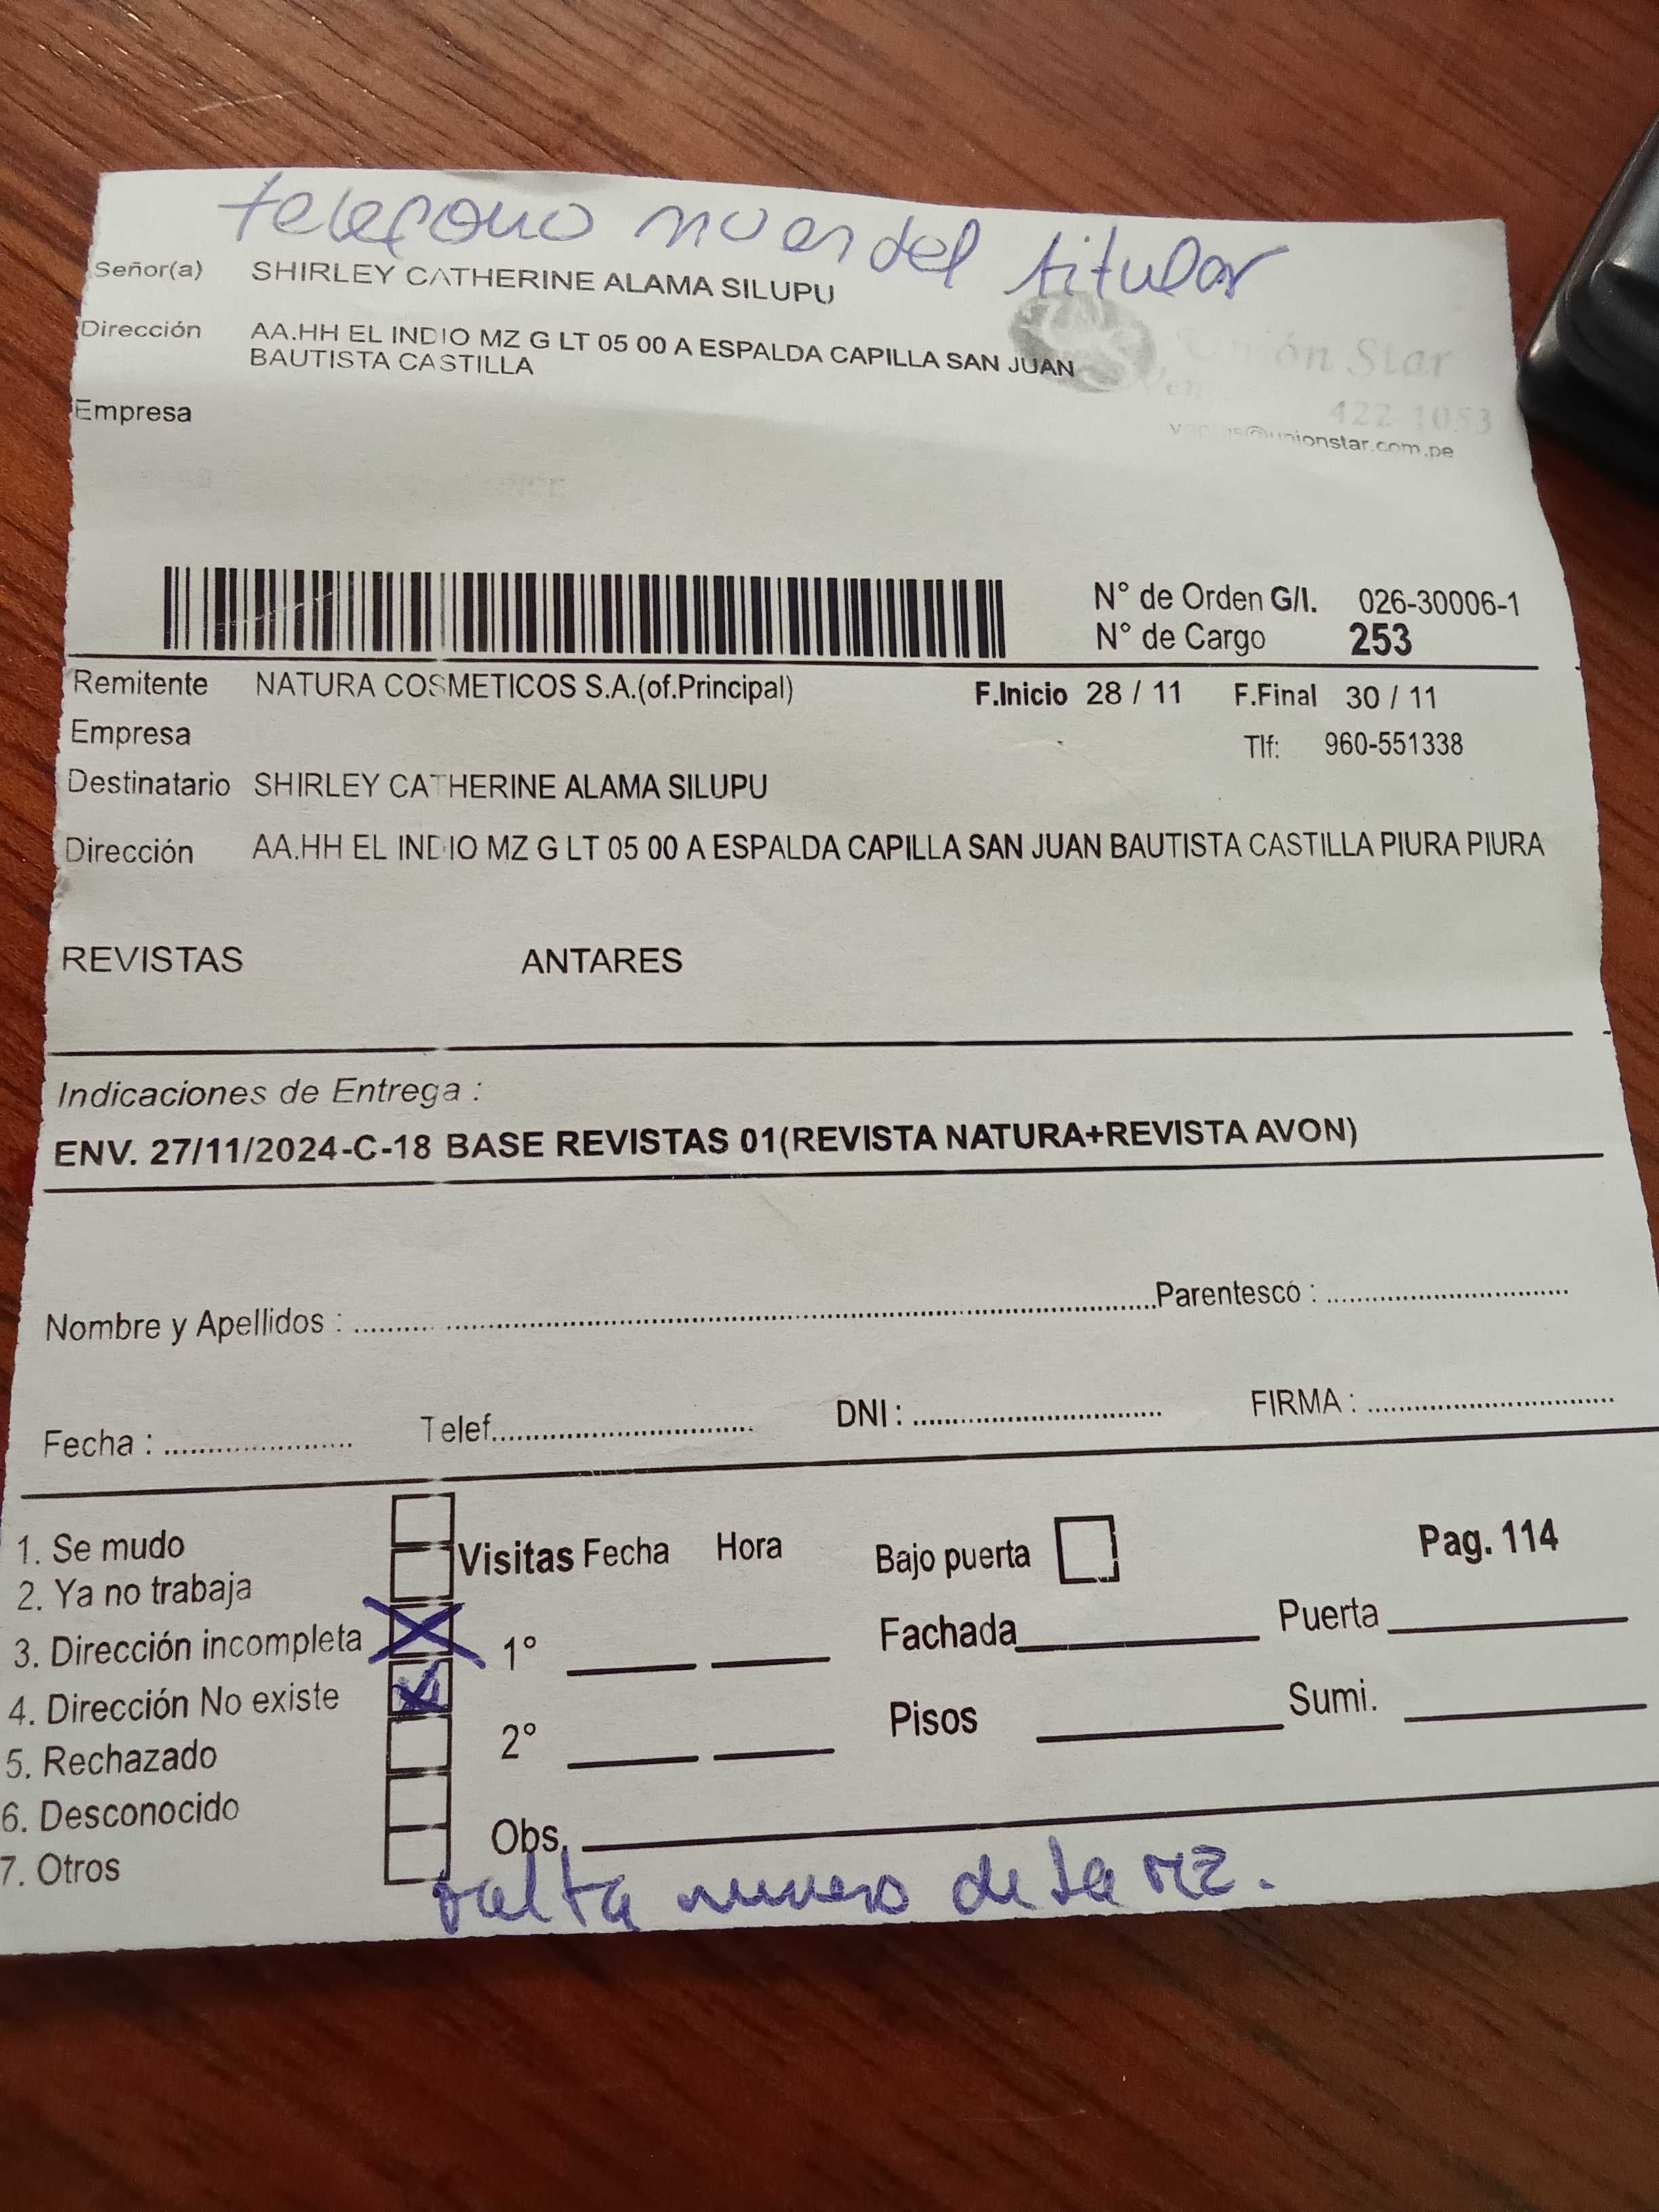 telefono no es del titular
Señor(a) SHIRLEY CATHERINE ALAMA SILUPU
Dirección AA.HH EL INDIO MZ G LT 05 00 A ESPALDA CAPILLA SAN JUAN
BAUTISTA CASTILLA
Unión Star
Empresa
422 1053
@unionstar.com.pe
N° de Orden G/I. 026-30006-1
N° de Cargo 253
Remitente NATURA COSMETICOS S.A.(of.Principal) F.Inicio 28 / 11 F.Final 30 / 11
Empresa Tlf: 960-551338
Destinatario SHIRLEY CATHERINE ALAMA SILUPU
Dirección AA.HH EL INDIO MZ G LT 05 00 A ESPALDA CAPILLA SAN JUAN BAUTISTA CASTILLA PIURA PIURA
REVISTAS ANTARES
Indicaciones de Entrega :
ENV. 27/11/2024-C-18 BASE REVISTAS 01(REVISTA NATURA+REVISTA AVON)
Nombre y Apellidos : Parentesco :
Fecha : Telef. DNI : FIRMA :
1. Se mudo
2. Ya no trabaja
3. Dirección incompleta
4. Dirección No existe
5. Rechazado
6. Desconocido
7. Otros
Visitas Fecha Hora
1°
2°
Bajo puerta Pag. 114
Fachada Puerta
Pisos Sumi.
Obs.
falta numero de la MZ.